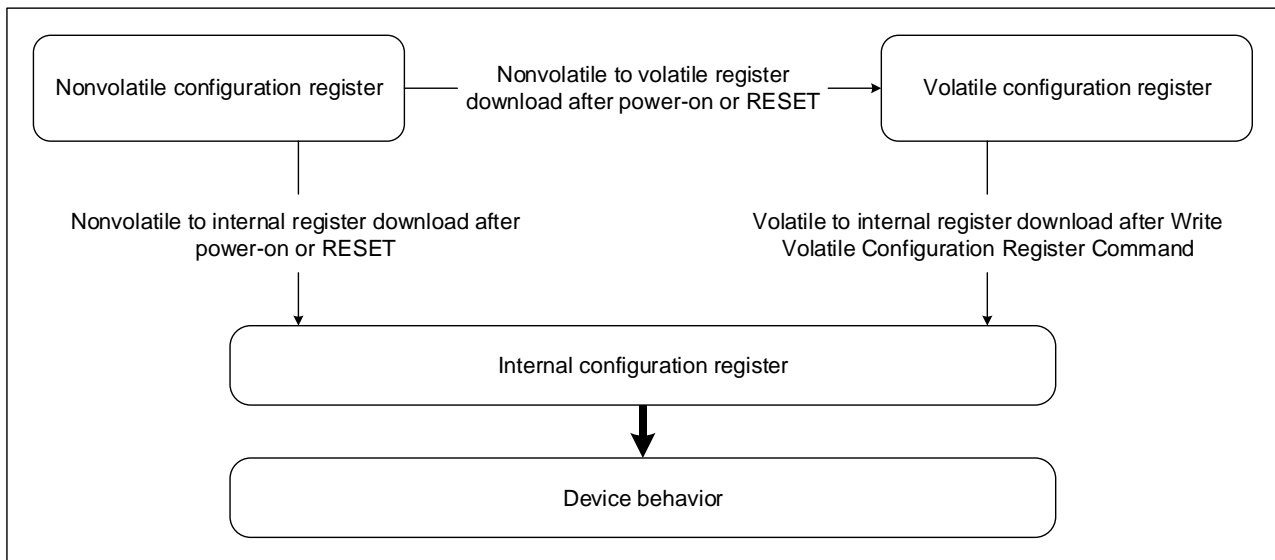 Nonvolatile configuration register
Nonvolatile to volatile register
download after power-on or RESET
Volatile configuration register
Nonvolatile to internal register download after
power-on or RESET
Volatile to internal register download after Write
Volatile Configuration Register Command
Internal configuration register
Device behavior